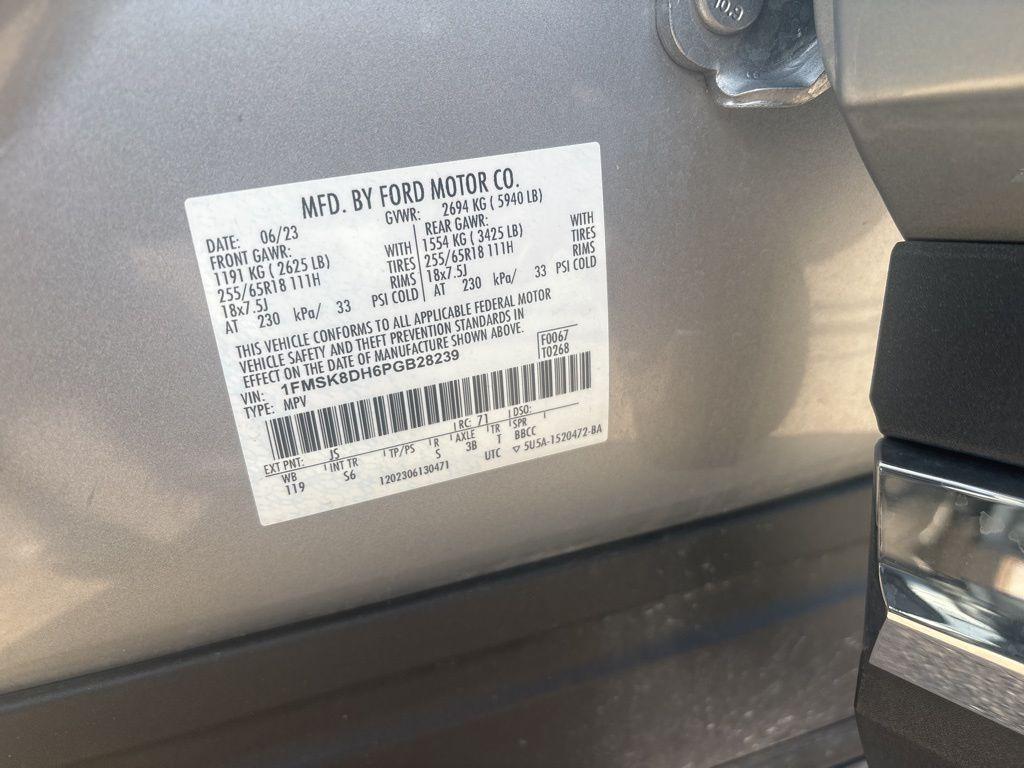 10.9
MFD. BY FORD MOTOR CO.
DATE: 06/23 GVWR: 2694 KG ( 5940 LB)
FRONT GAWR: REAR GAWR:
1191 KG ( 2625 LB) WITH 1554 KG ( 3425 LB) WITH
255/65R18 111H TIRES 255/65R18 111H TIRES
18x7.5J RIMS 18x7.5J RIMS
AT 230 kPa/ 33 PSI COLD AT 230 kPa/ 33 PSI COLD
THIS VEHICLE CONFORMS TO ALL APPLICABLE FEDERAL MOTOR
VEHICLE SAFETY AND THEFT PREVENTION STANDARDS IN
EFFECT ON THE DATE OF MANUFACTURE SHOWN ABOVE.
VIN: 1FMSK8DH6PGB28239 F0067
TYPE: MPV T0268
EXT PNT: JS RC: 71 DSO:
WB INT TR TP/PS R AXLE TR SPR
119 S6 S 3B T BBCC
1202306130471 UTC ▽ 5U5A-1520472-BA